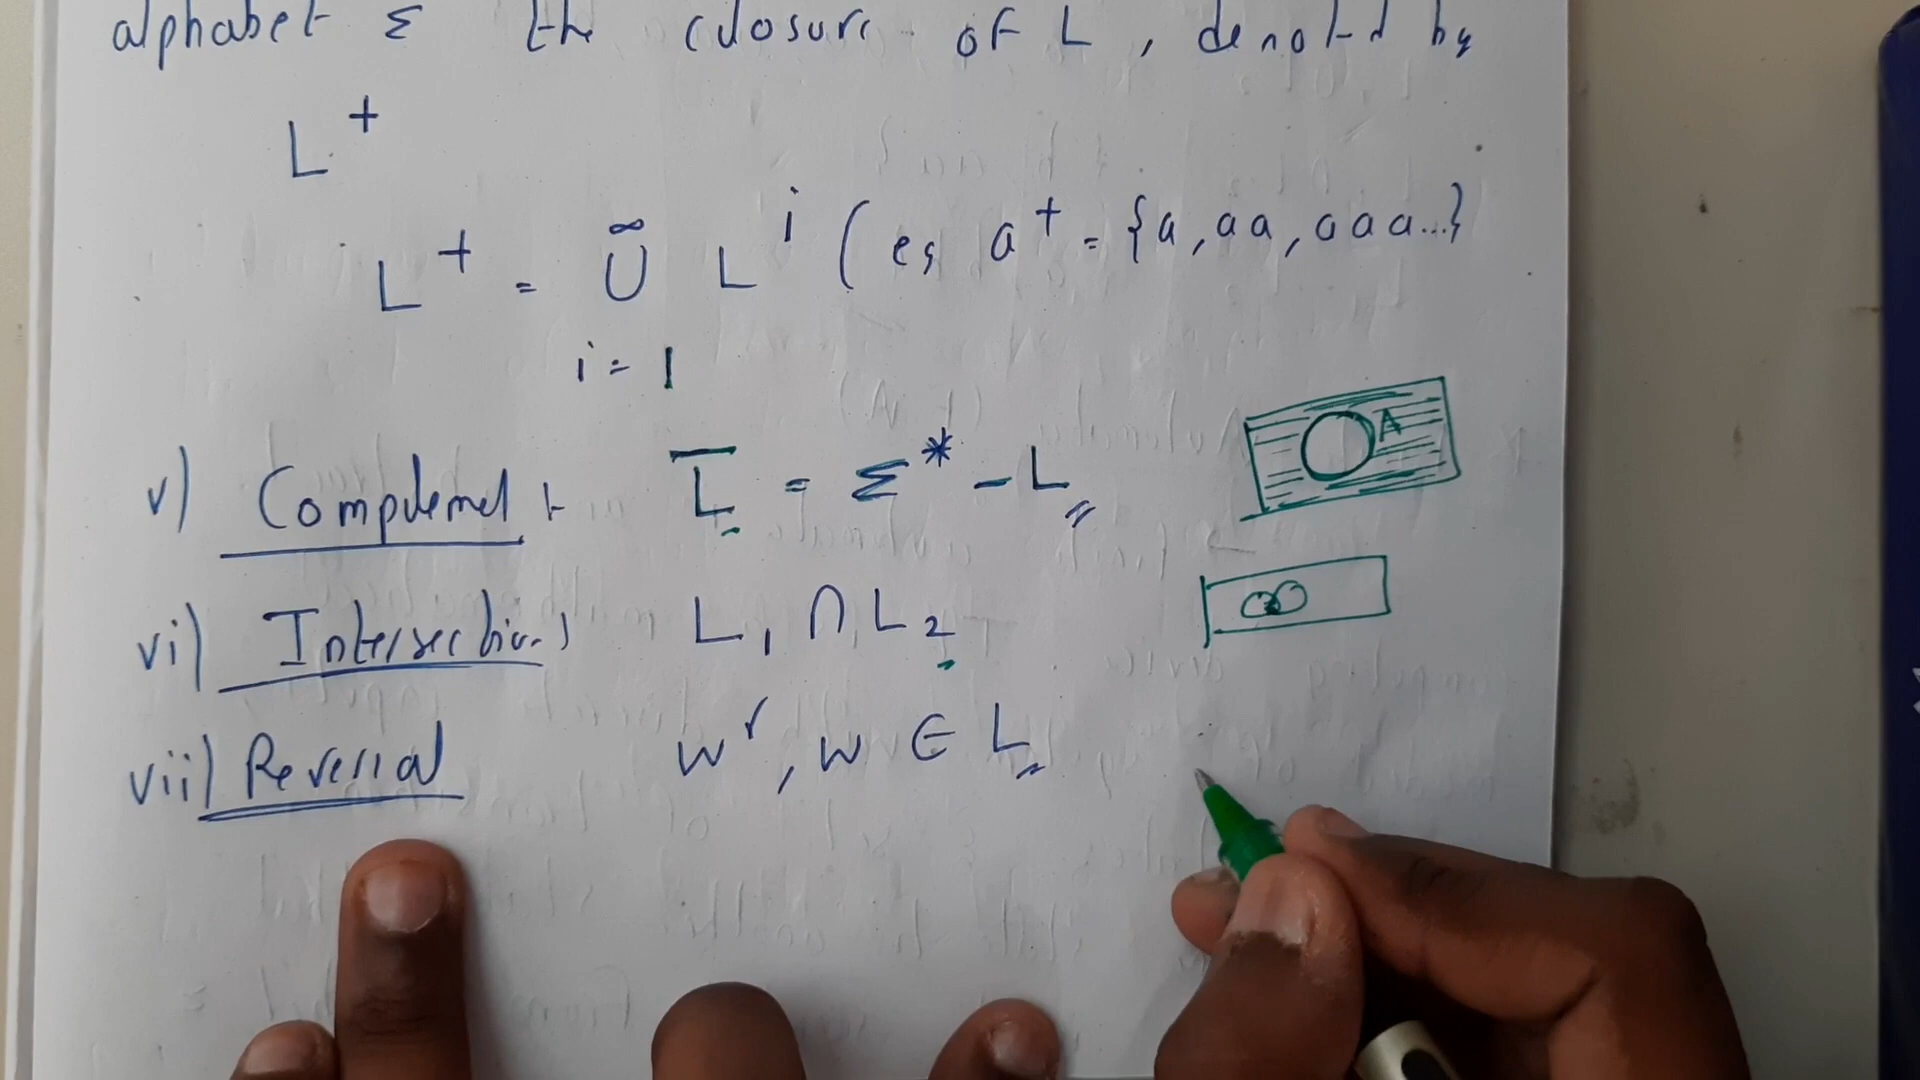 alphabet Σ the closure of L, denoted by
L⁺
L⁺ = ∞ ∪ Lⁱ (eg a⁺ = {a, aa, aaa...}
i = 1
v) Complement L̅ = Σ* - L
A
vi) Intersection) L₁ ∩ L₂
vii) Reversal wʳ, w ∈ L